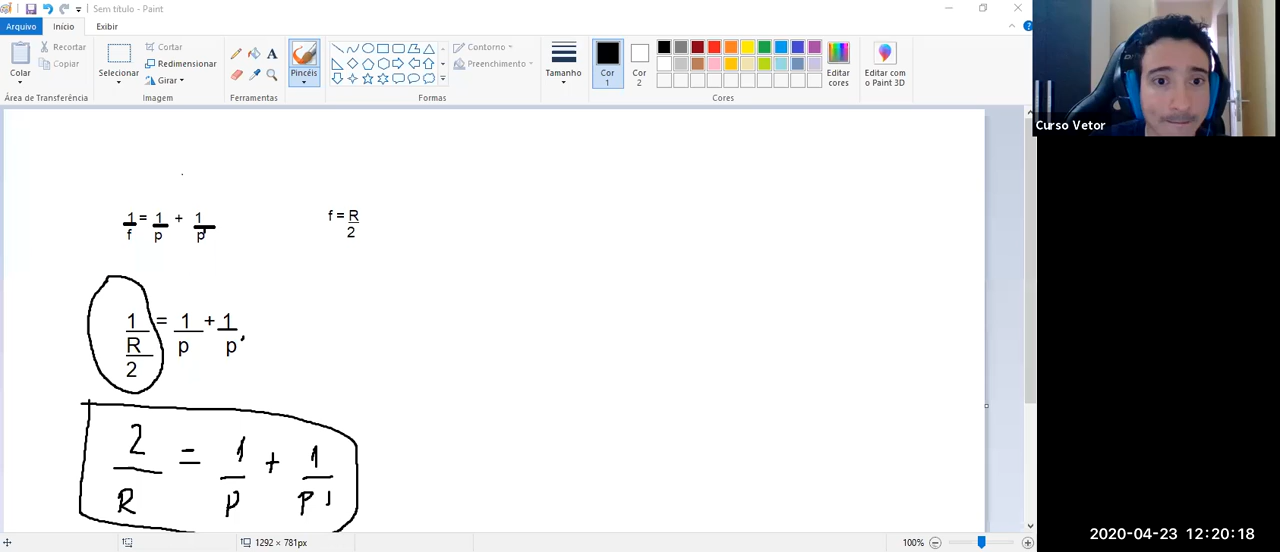 Sem título - Paint
Arquivo Início Exibir
Colar
Recortar
Copiar
Área de Transferência
Selecionar
Cortar
Redimensionar
Girar
Imagem
Ferramentas
Pincéis
Contorno
Preenchimento
Formas
Tamanho
Cor 1
Cor 2
Editar cores
Editar com o Paint 3D
Cores
Curso Vetor
1/f = 1/p + 1/p'
f = R/2
1/(R/2) = 1/p + 1/p'
2/R = 1/P + 1/P'
1292 × 781px
100%
2020-04-23 12:20:18